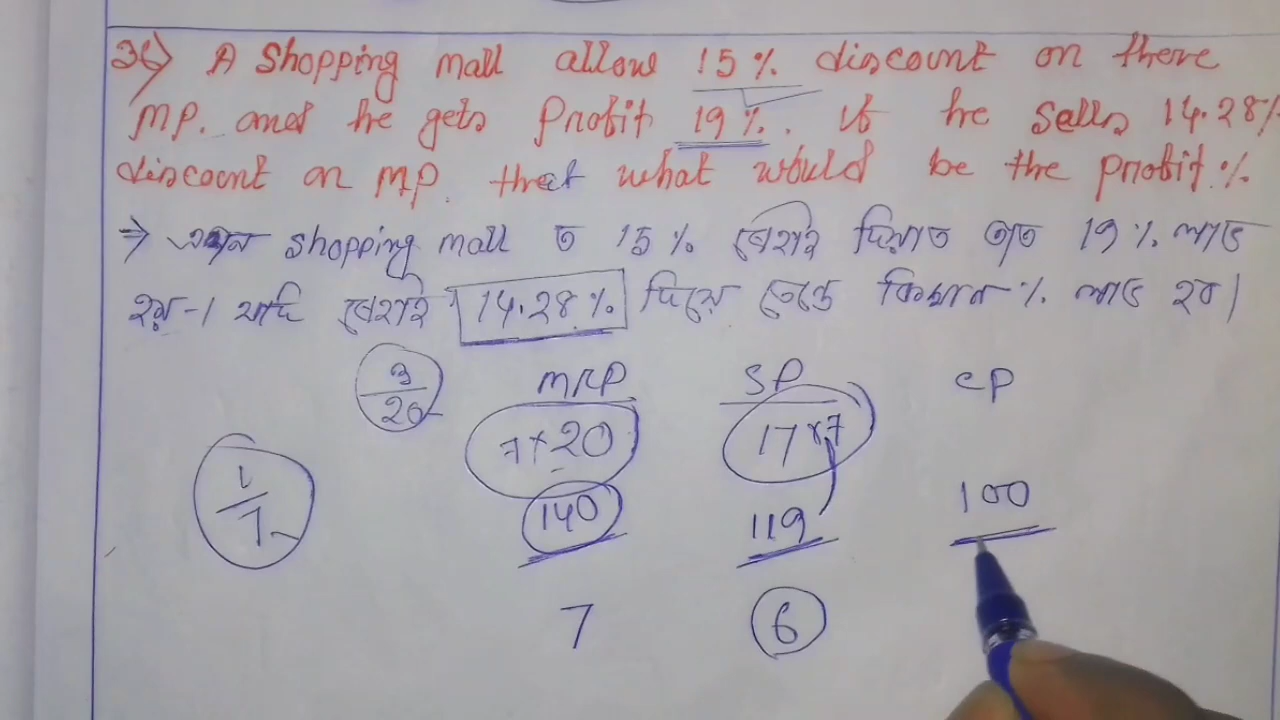 36) A Shopping mall allow 15% discount on there
MP. and he gets Profit 19%. if he Sells 14.28%
discount on M.P. that what would be the profit.%
⇒ এখন shopping mall ত 15% ৰেহাই দিয়াত তাত 19% লাভ
হয়-। যদি ৰেহাই 14.28% দিয়ে তেন্তে কিমান % লাভ হব।
3/20 MRP SP CP
7×20 17×7
1/7 140 119 100
7 6